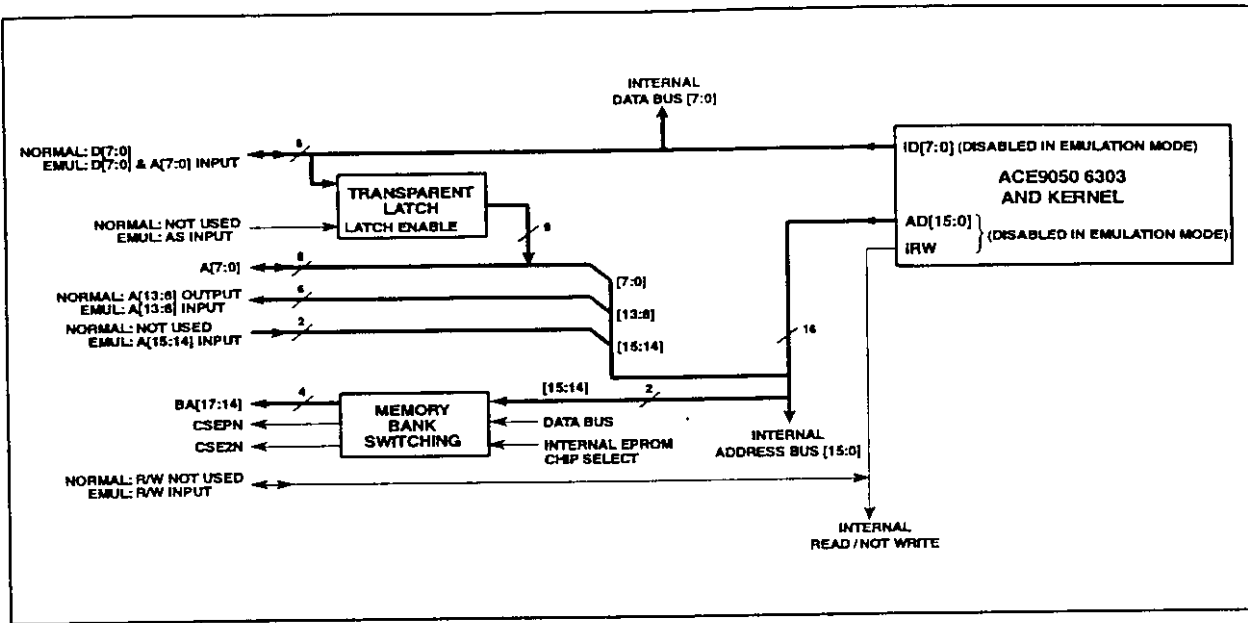 INTERNAL
DATA BUS [7:0]
NORMAL: D[7:0]
EMUL: D[7:0] & A[7:0] INPUT
8
ID[7:0] (DISABLED IN EMULATION MODE)
ACE9050 6303
AND KERNEL
AD[15:0]
(DISABLED IN EMULATION MODE)
iRW
TRANSPARENT
LATCH
LATCH ENABLE
NORMAL: NOT USED
EMUL: AS INPUT
8
A[7:0]
8
[7:0]
NORMAL: A[13:8] OUTPUT
EMUL: A[13:8] INPUT
6
[13:8]
NORMAL: NOT USED
EMUL: A[15:14] INPUT
2
[15:14]
16
BA[17:14]
4
CSEPN
CSE2N
MEMORY
BANK
SWITCHING
[15:14]
2
DATA BUS
INTERNAL EPROM
CHIP SELECT
INTERNAL
ADDRESS BUS [15:0]
NORMAL: R/W NOT USED
EMUL: R/W INPUT
INTERNAL
READ / NOT WRITE